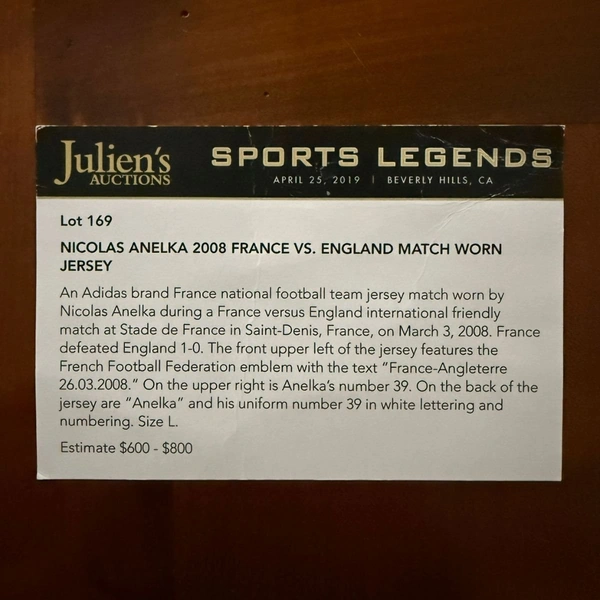 Julien's
AUCTIONS
SPORTS LEGENDS
APRIL 25, 2019 | BEVERLY HILLS, CA
Lot 169
NICOLAS ANELKA 2008 FRANCE VS. ENGLAND MATCH WORN
JERSEY
An Adidas brand France national football team jersey match worn by
Nicolas Anelka during a France versus England international friendly
match at Stade de France in Saint-Denis, France, on March 3, 2008. France
defeated England 1-0. The front upper left of the jersey features the
French Football Federation emblem with the text “France-Angleterre
26.03.2008.” On the upper right is Anelka’s number 39. On the back of the
jersey are “Anelka” and his uniform number 39 in white lettering and
numbering. Size L.
Estimate $600 - $800